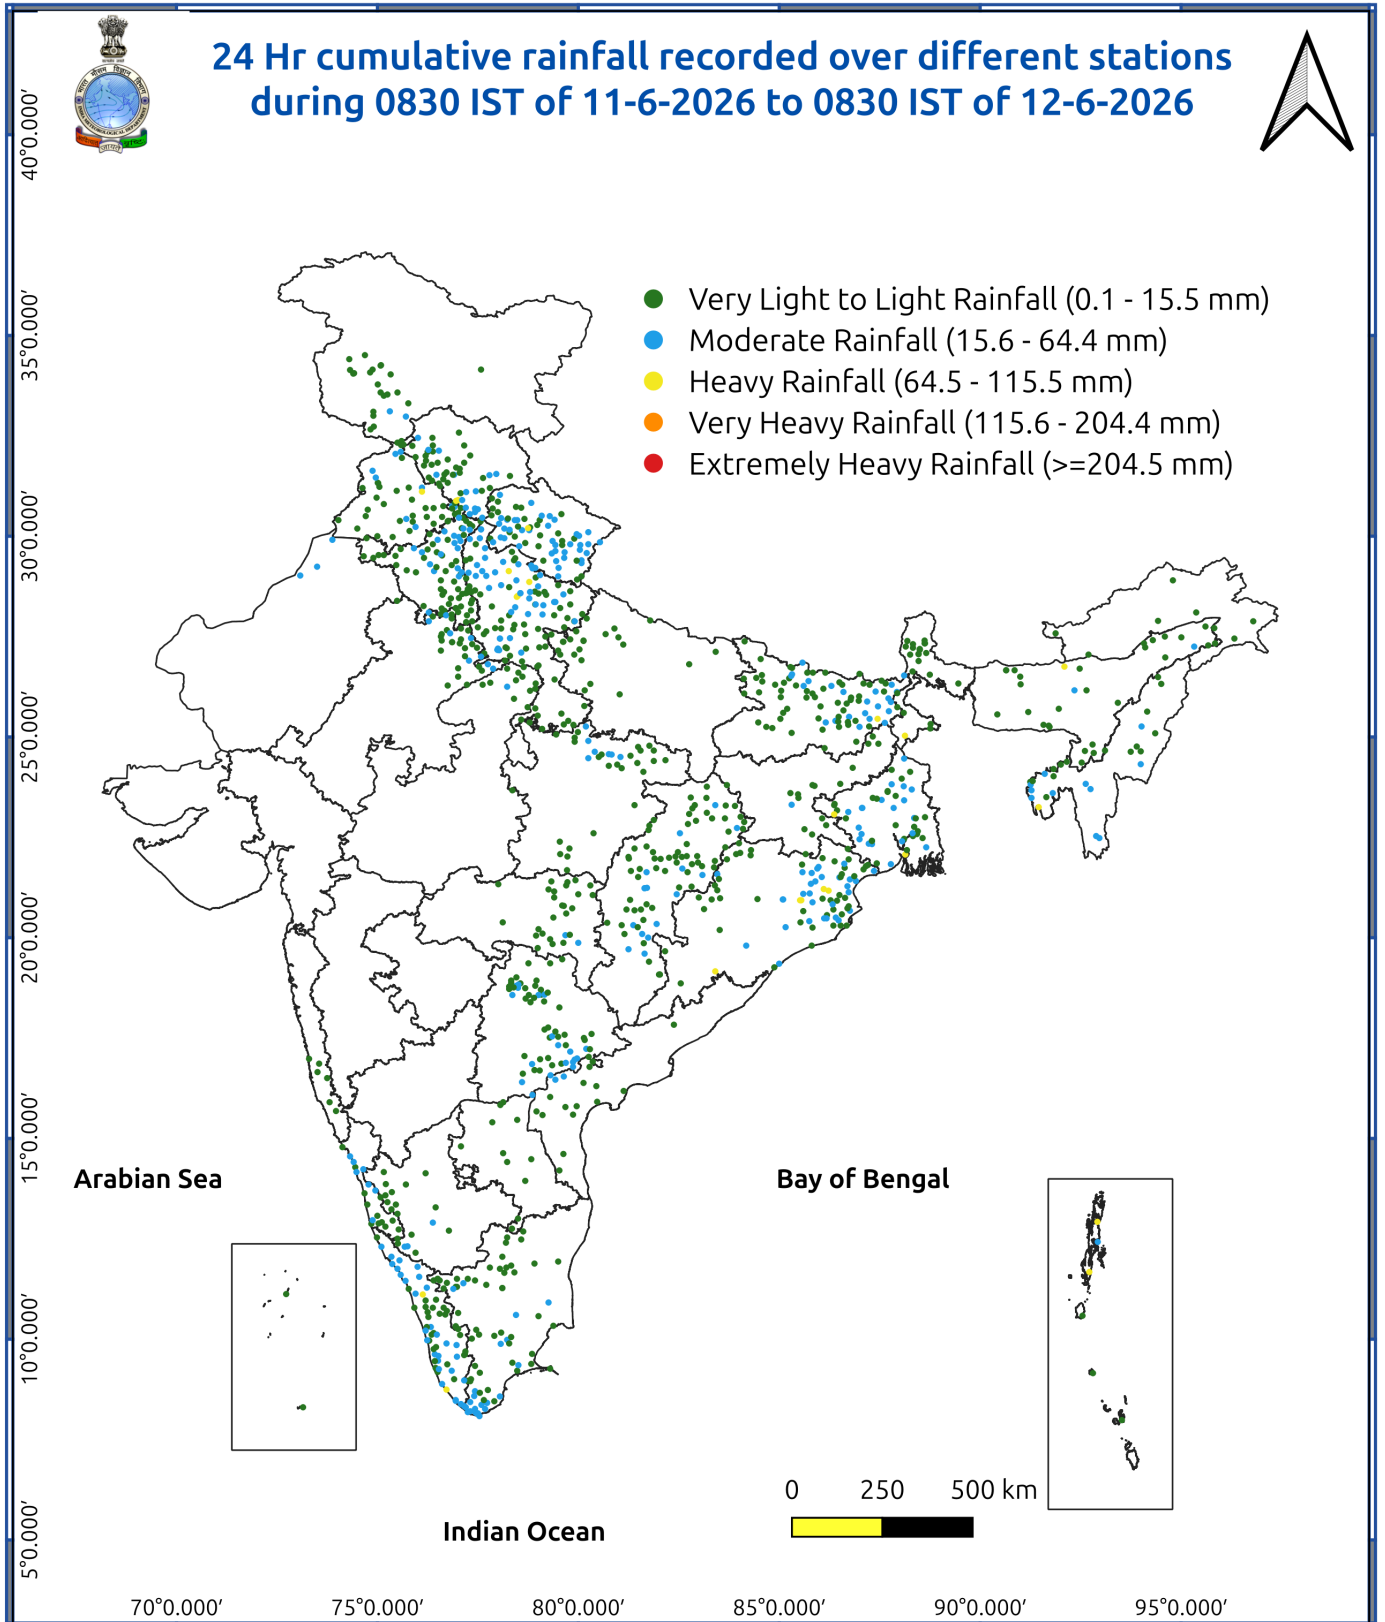 24 Hr cumulative rainfall recorded over different stations
during 0830 IST of 11-6-2026 to 0830 IST of 12-6-2026
Very Light to Light Rainfall (0.1 - 15.5 mm)
Moderate Rainfall (15.6 - 64.4 mm)
Heavy Rainfall (64.5 - 115.5 mm)
Very Heavy Rainfall (115.6 - 204.4 mm)
Extremely Heavy Rainfall (>=204.5 mm)
40°0.000′
35°0.000′
30°0.000′
25°0.000′
20°0.000′
15°0.000′
10°0.000′
5°0.000′
Arabian Sea
Bay of Bengal
Indian Ocean
0 250 500 km
70°0.000′ 75°0.000′ 80°0.000′ 85°0.000′ 90°0.000′ 95°0.000′